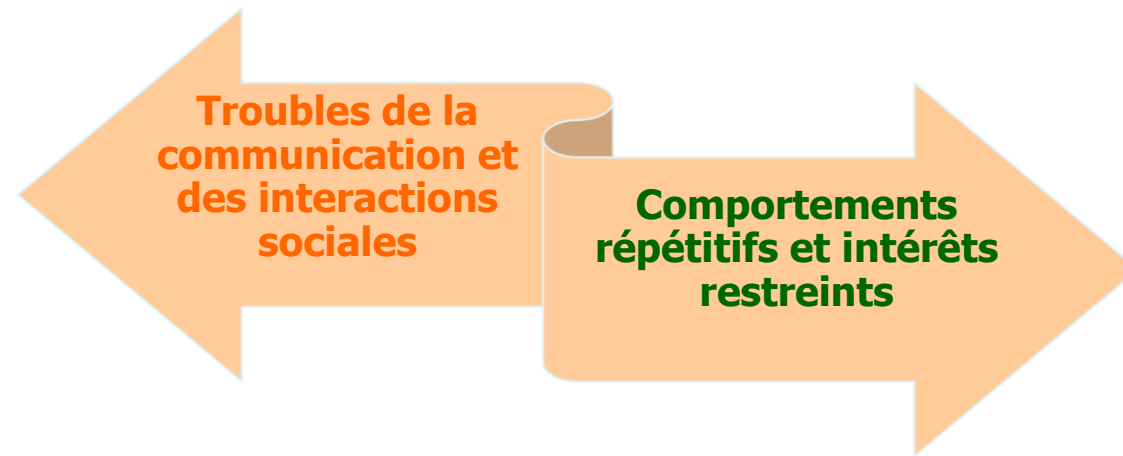 Troubles de la
communication et
des interactions
sociales
Comportements
répétitifs et intérêts
restreints